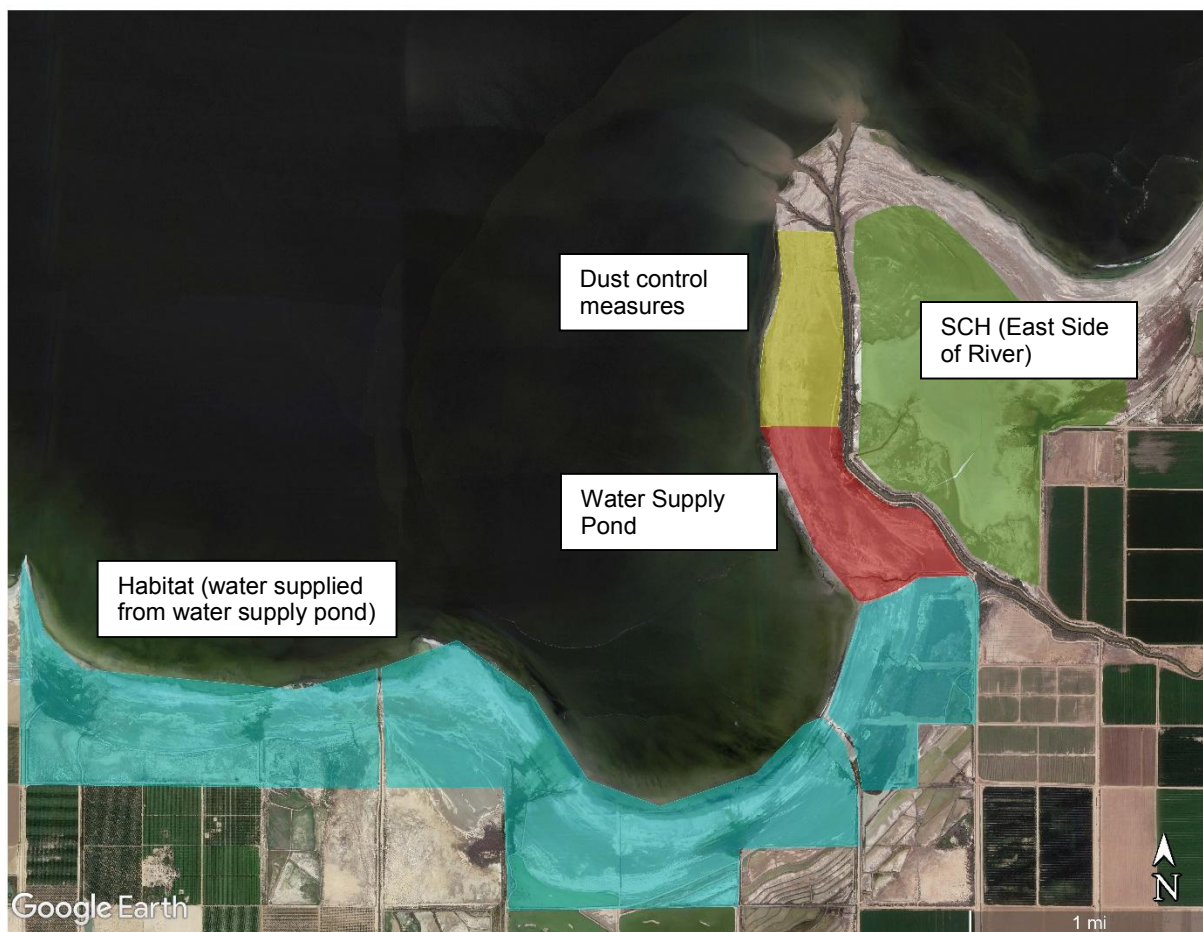 Dust control
measures
SCH (East Side
of River)
Water Supply
Pond
Habitat (water supplied
from water supply pond)
Google Earth
N
1 mi